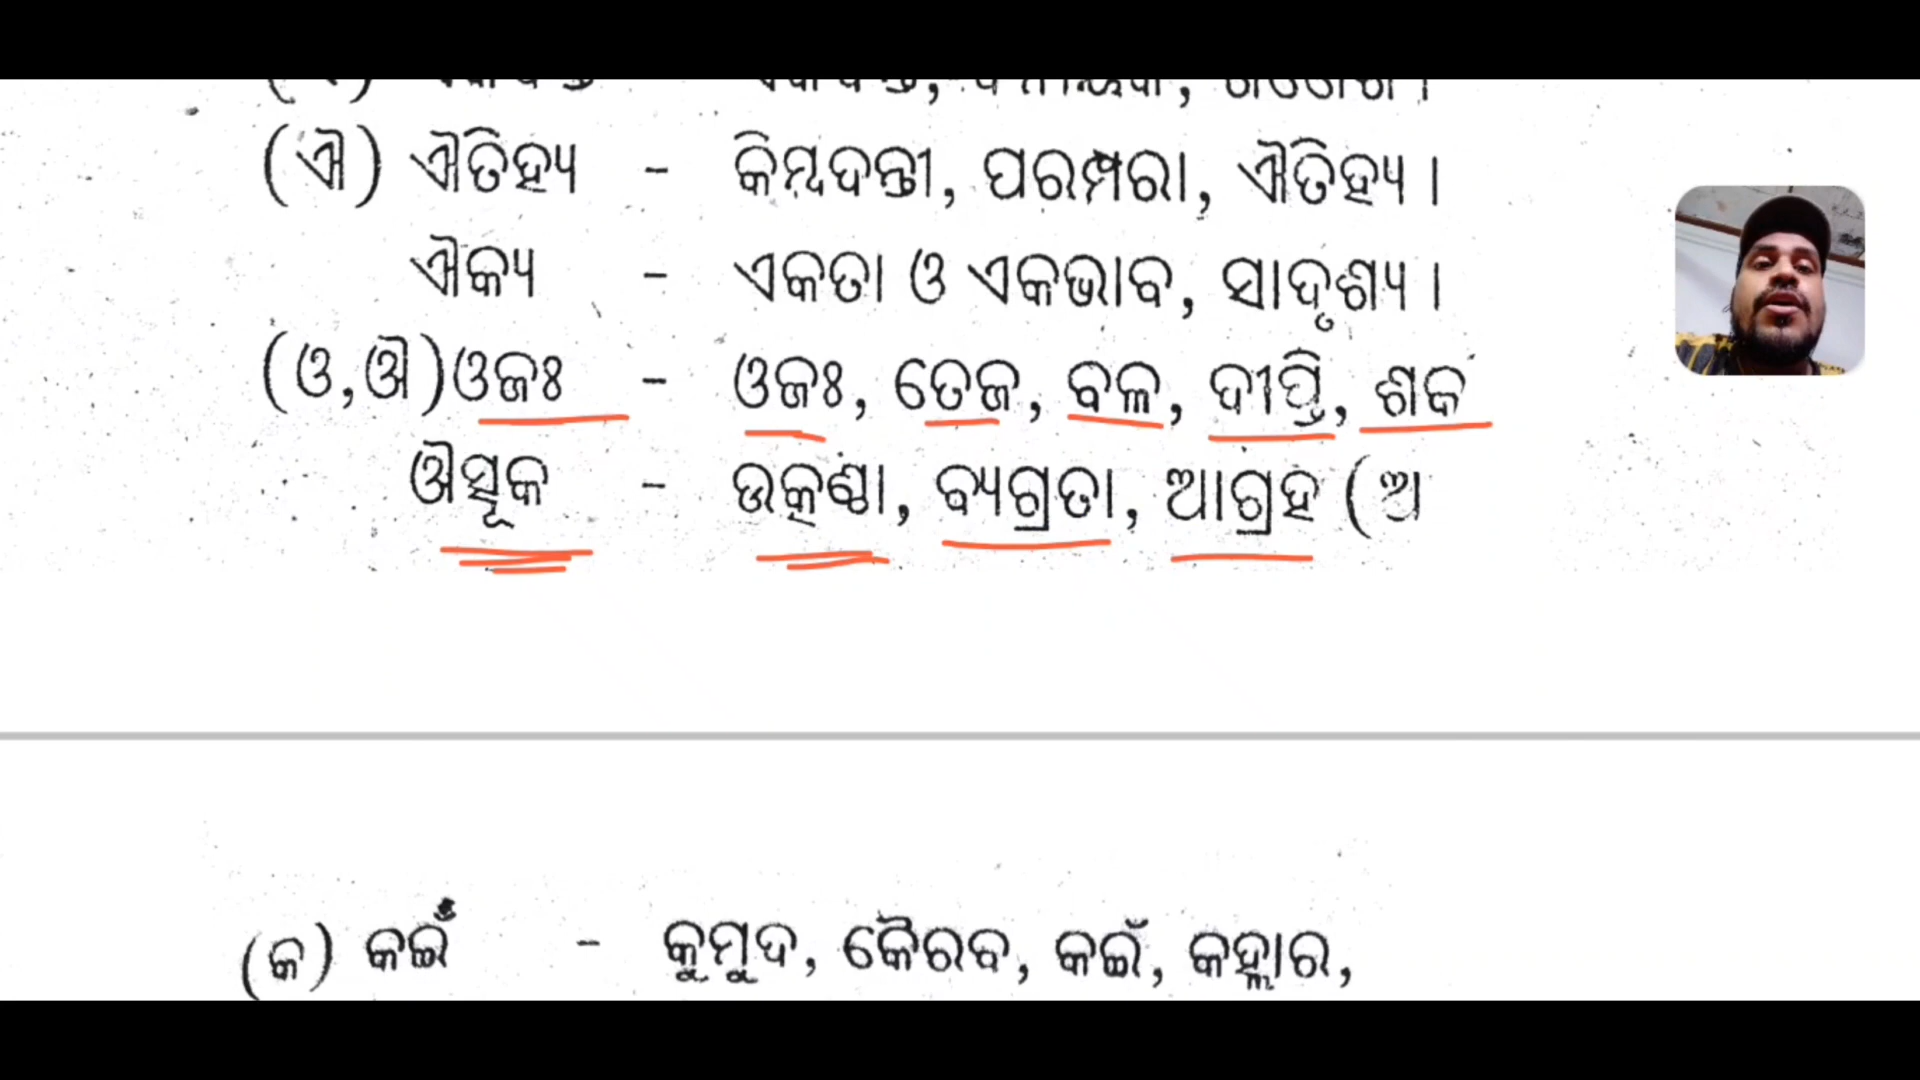 (ଐ) ଐତିହ୍ୟ - କିମ୍ବଦନ୍ତୀ, ପରମ୍ପରା, ଐତିହ୍ୟ ।
ଐକ୍ୟ - ଏକତା ଓ ଏକଭାବ, ସାଦୃଶ୍ୟ ।
(ଓ,ଔ) ଓଜଃ - ଓଜଃ, ତେଜ, ବଳ, ଦୀପ୍ତି, ଶକ
ଔତ୍ସୂକ - ଉତ୍କଣ୍ଠା, ବ୍ୟଗ୍ରତା, ଆଗ୍ରହ (ଅ
(କ) କଇଁ - କୁମୁଦ, କୈରବ, କଇଁ, କହ୍ଲାର,